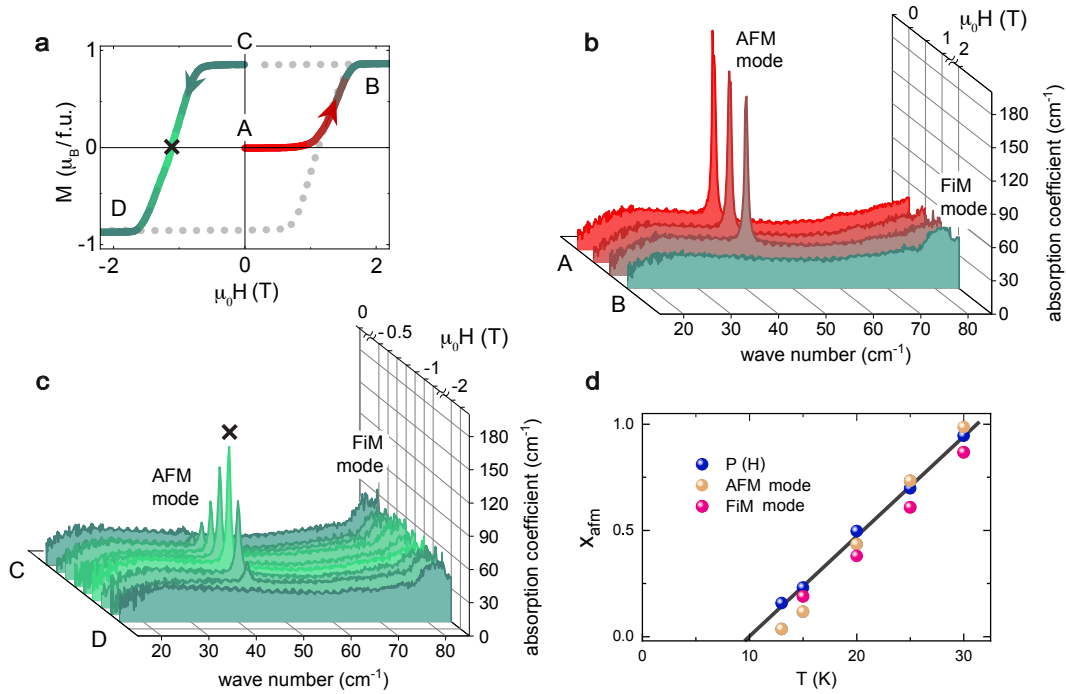 a
M (μB/f.u.)
1
0
-1
-2
0
2
μ0H (T)
A
B
C
D
b
μ0H (T)
0
1
2
AFM
mode
FiM
mode
A
B
180
150
120
90
60
30
0
absorption coefficient (cm-1)
20
30
40
50
60
70
80
wave number (cm-1)
c
0
-0.5
-1
-2
μ0H (T)
AFM
mode
FiM
mode
C
D
180
150
120
90
60
30
0
absorption coefficient (cm-1)
20
30
40
50
60
70
80
wave number (cm-1)
d
Xafm
1.0
0.5
0.0
P (H)
AFM mode
FiM mode
0
10
20
30
T (K)